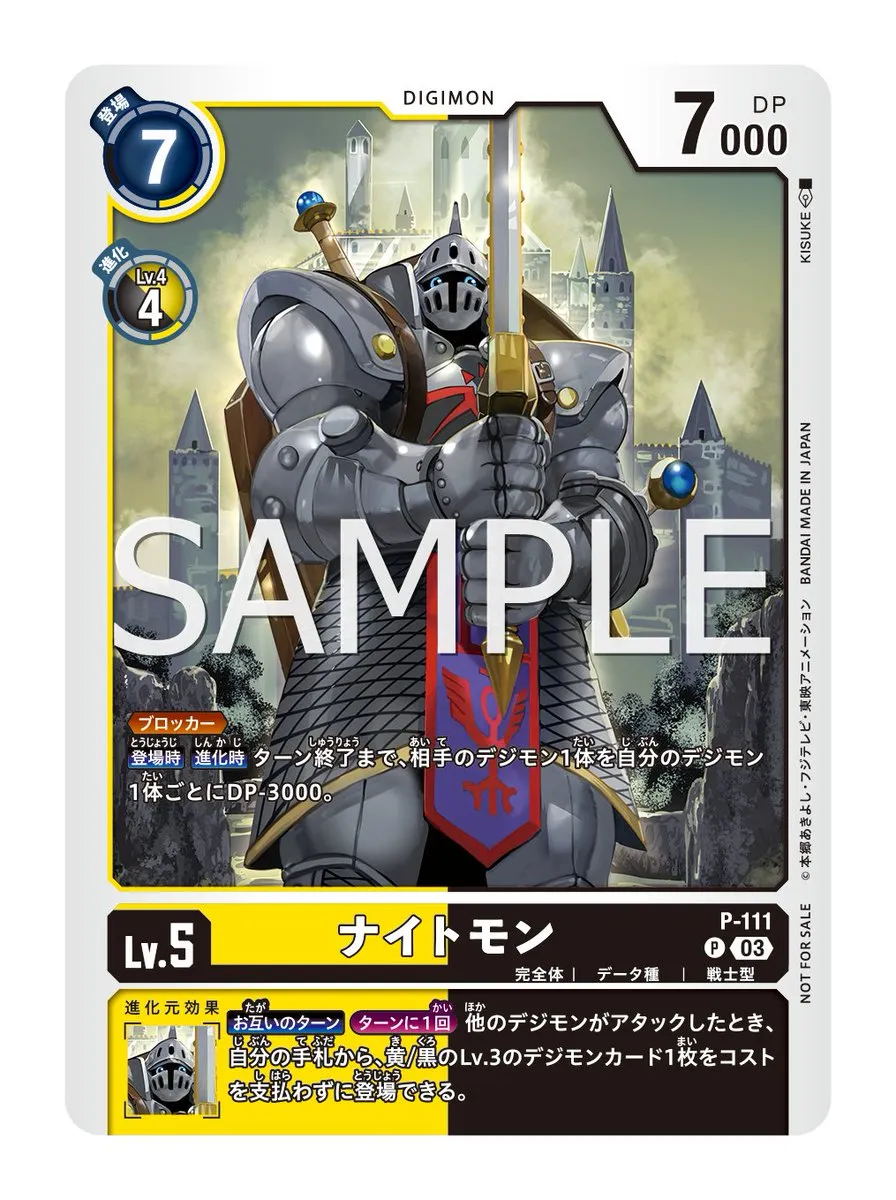 DIGIMON
登場
7
7000
DP
進化
Lv.4
4
KISUKE
SAMPLE
ブロッカー
登場時 進化時 ターン終了まで、相手のデジモン1体を自分のデジモン
1体ごとにDP-3000。
©本郷あきよし・フジテレビ・東映アニメーション BANDAI MADE IN JAPAN
NOT FOR SALE
Lv.5
ナイトモン
P-111
P 03
完全体 | データ種 | 戦士型
進化元効果
お互いのターン ターンに1回 他のデジモンがアタックしたとき、
自分の手札から、黄/黒のLv.3のデジモンカード1枚をコスト
を支払わずに登場できる。